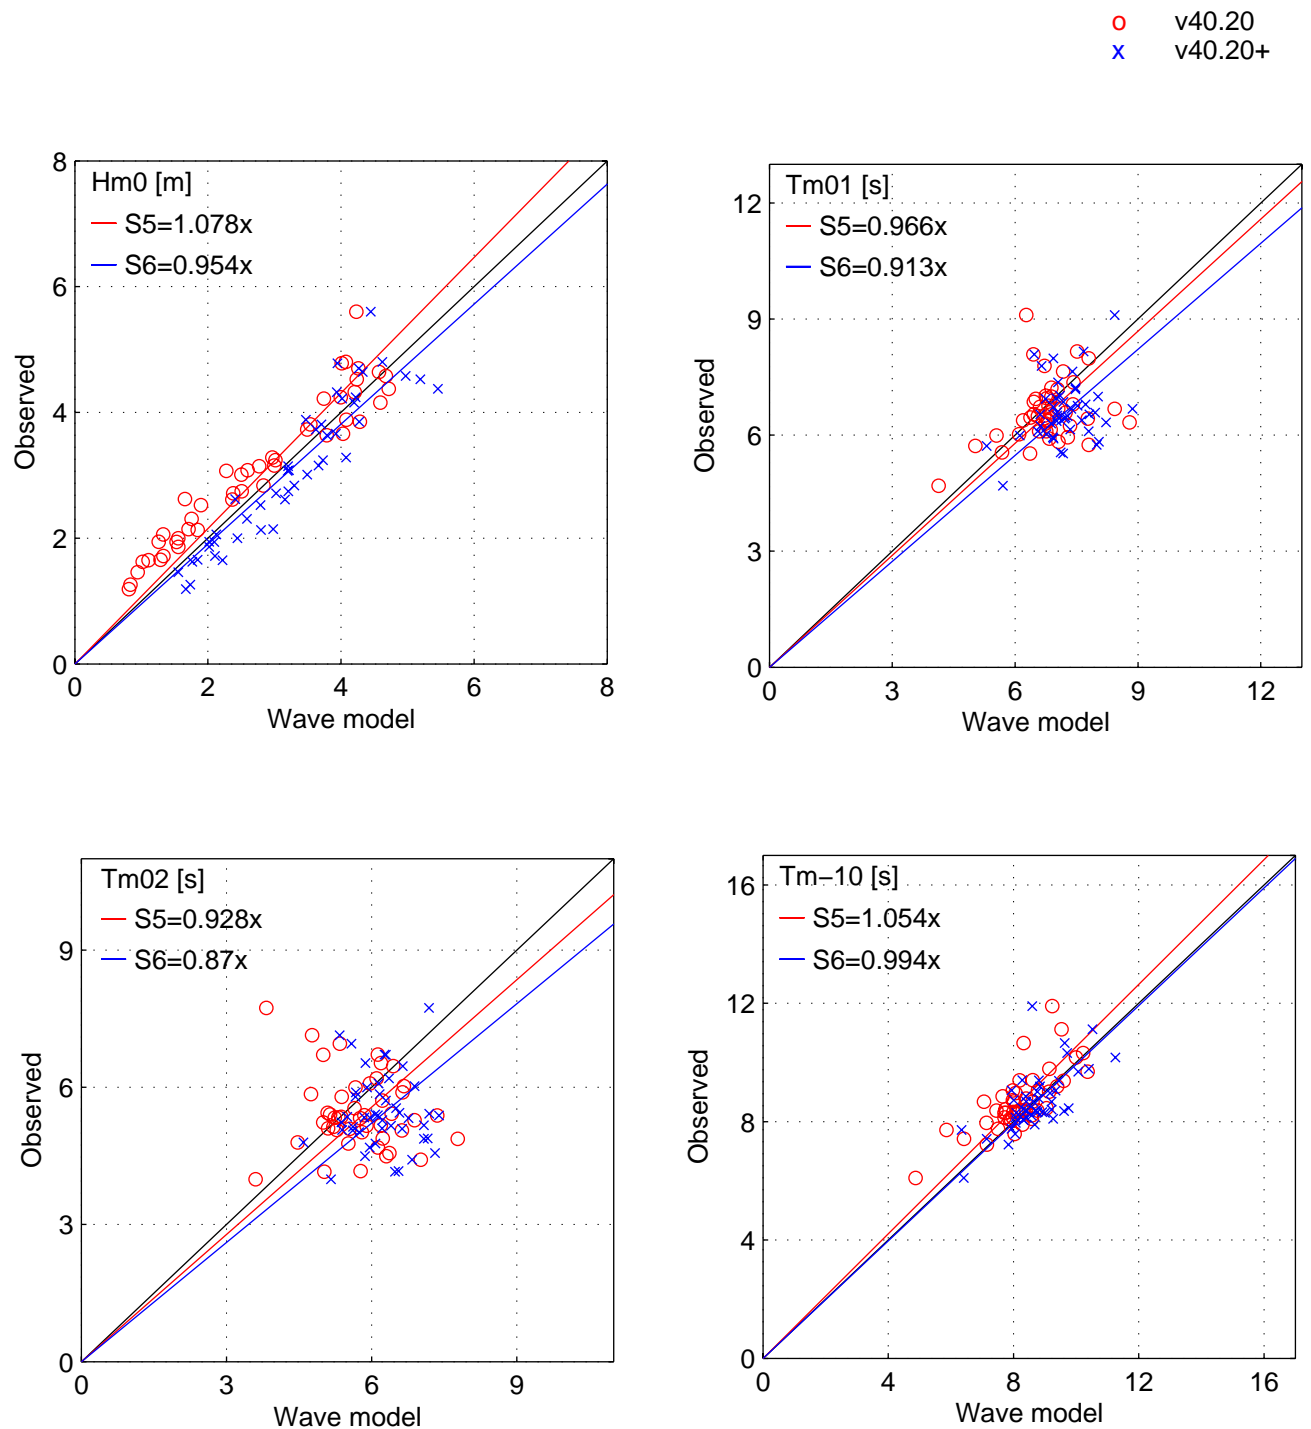 o v40.20
x v40.20+
Hm0 [m]
S5=1.078x
S6=0.954x
8
6
4
2
0
0 2 4 6 8
Observed
Wave model
Tm01 [s]
S5=0.966x
S6=0.913x
12
9
6
3
0
0 3 6 9 12
Observed
Wave model
Tm02 [s]
S5=0.928x
S6=0.87x
9
6
3
0
0 3 6 9
Observed
Wave model
Tm−10 [s]
S5=1.054x
S6=0.994x
16
12
8
4
0
0 4 8 12 16
Observed
Wave model